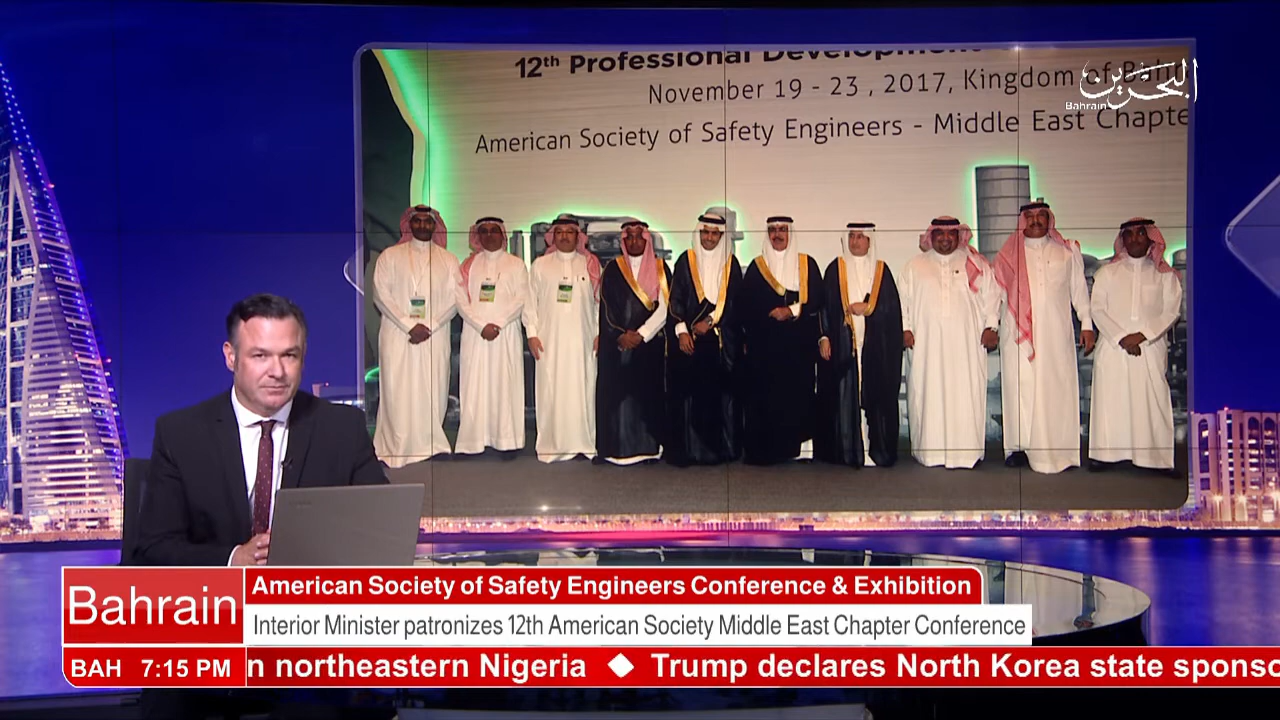 12th Professional Development
November 19 - 23 , 2017, Kingdom of Bah
American Society of Safety Engineers - Middle East Chapte
البحرين
Bahrain
Bahrain
American Society of Safety Engineers Conference & Exhibition
Interior Minister patronizes 12th American Society Middle East Chapter Conference
BAH 7:15 PM
n northeastern Nigeria ◆ Trump declares North Korea state sponso